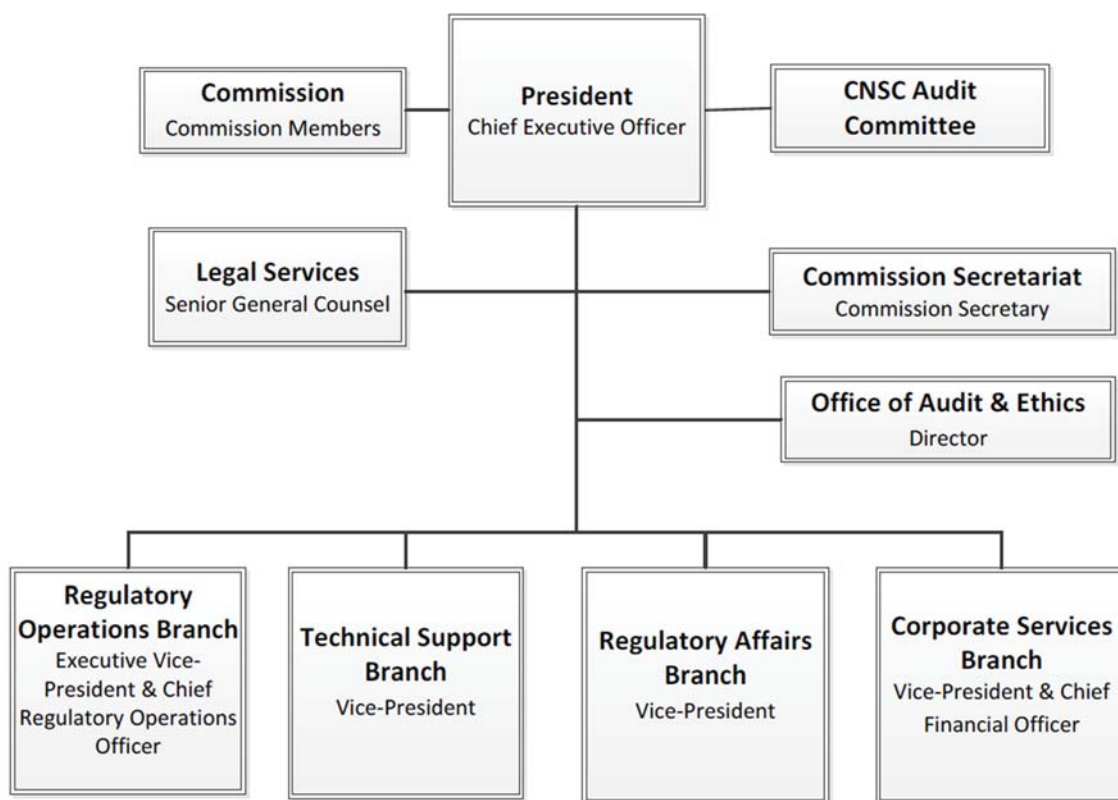 Commission
Commission Members
President
Chief Executive Officer
CNSC Audit
Committee
Legal Services
Senior General Counsel
Commission Secretariat
Commission Secretary
Office of Audit & Ethics
Director
Regulatory
Operations Branch
Executive Vice-
President & Chief
Regulatory Operations
Officer
Technical Support
Branch
Vice-President
Regulatory Affairs
Branch
Vice-President
Corporate Services
Branch
Vice-President & Chief
Financial Officer